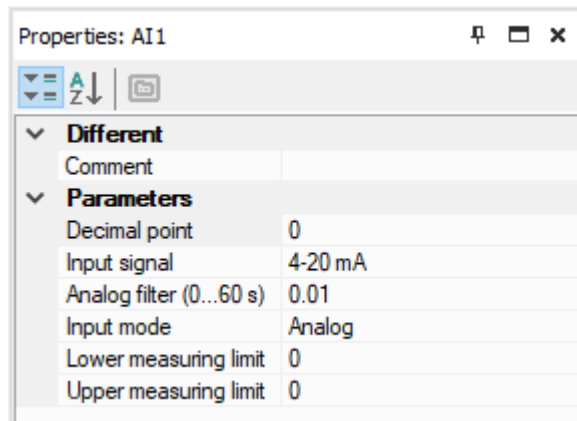 Properties: AI1
Different
Comment
Parameters
Decimal point 0
Input signal 4-20 mA
Analog filter (0...60 s) 0.01
Input mode Analog
Lower measuring limit 0
Upper measuring limit 0